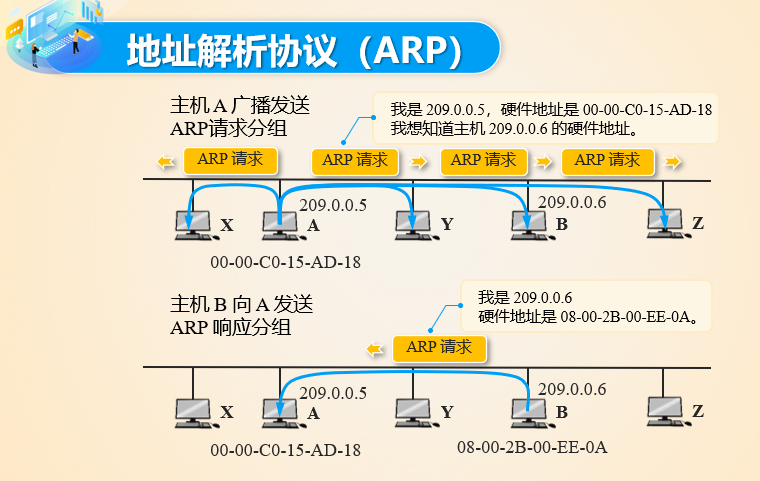 地址解析协议（ARP）
主机 A 广播发送
ARP请求分组
我是 209.0.0.5，硬件地址是 00-00-C0-15-AD-18
我想知道主机 209.0.0.6 的硬件地址。
ARP 请求
ARP 请求
ARP 请求
ARP 请求
209.0.0.5
209.0.0.6
X
A
Y
B
Z
00-00-C0-15-AD-18
主机 B 向 A 发送
ARP 响应分组
我是 209.0.0.6
硬件地址是 08-00-2B-00-EE-0A。
ARP 请求
209.0.0.5
209.0.0.6
X
A
Y
B
Z
00-00-C0-15-AD-18
08-00-2B-00-EE-0A